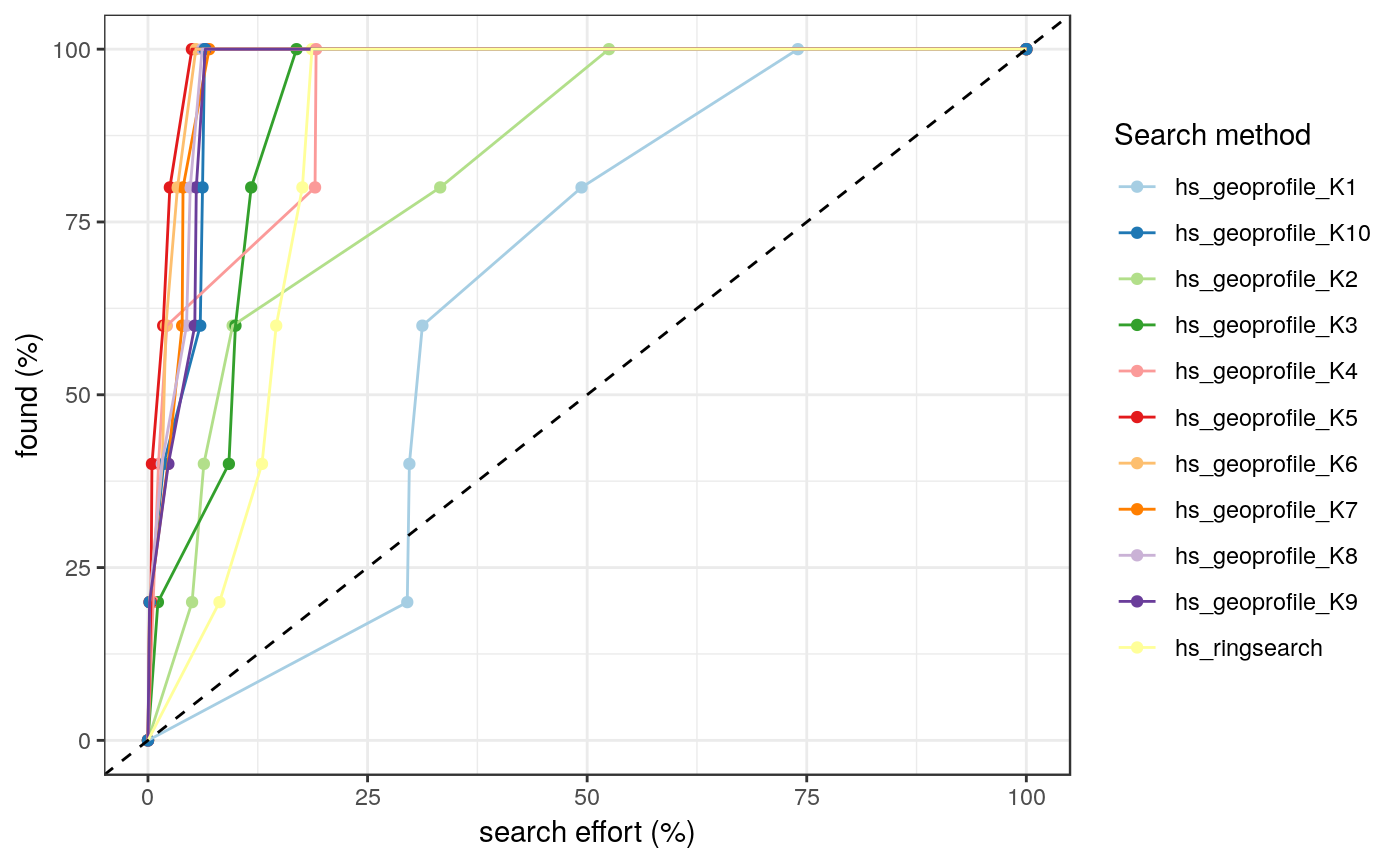 100
75
50
25
0
found (%)
0
25
50
75
100
search effort (%)
Search method
hs_geoprofile_K1
hs_geoprofile_K10
hs_geoprofile_K2
hs_geoprofile_K3
hs_geoprofile_K4
hs_geoprofile_K5
hs_geoprofile_K6
hs_geoprofile_K7
hs_geoprofile_K8
hs_geoprofile_K9
hs_ringsearch